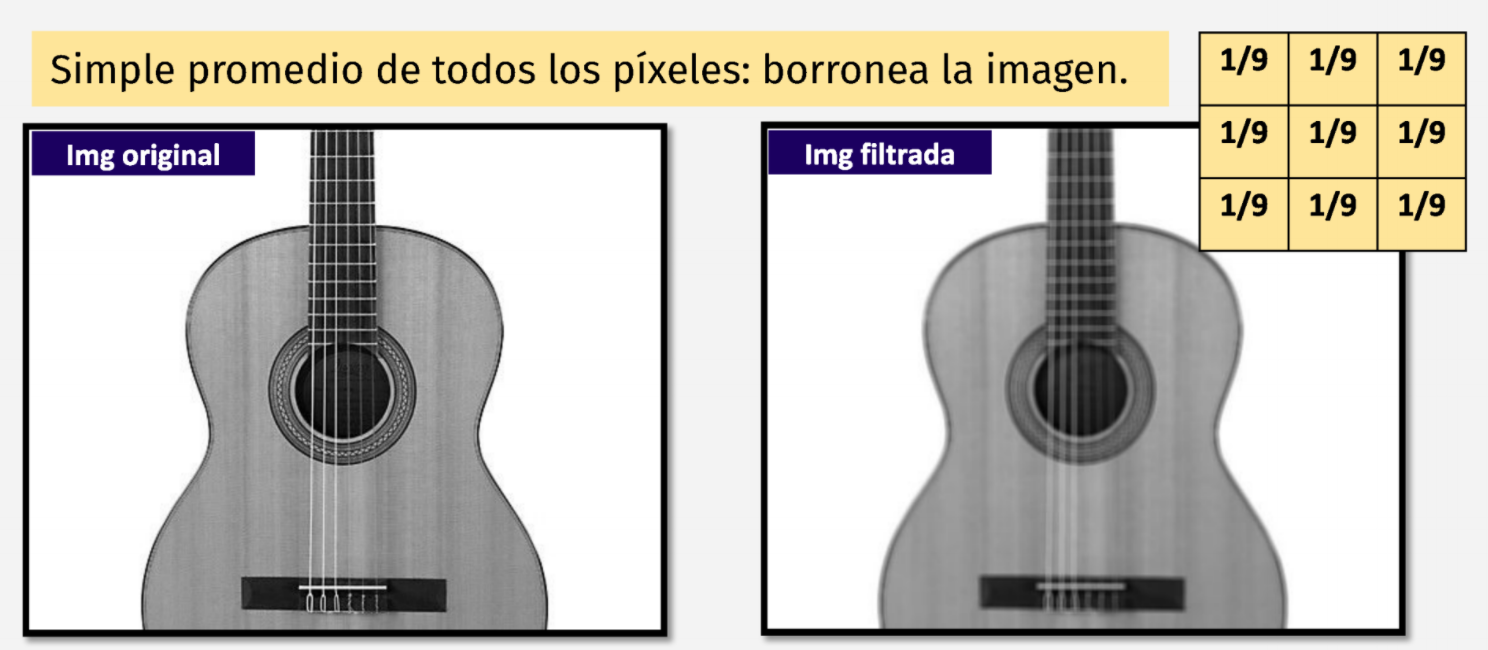 Simple promedio de todos los píxeles: borronea la imagen.
1/9 1/9 1/9
1/9 1/9 1/9
1/9 1/9 1/9
Img original
Img filtrada